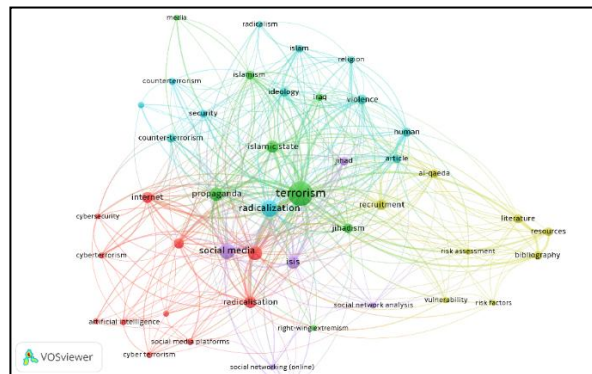 media
radicalism
islam
religion
counterterrorism
islamism
ideology
iraq
violence
security
counter-terrorism
human
islamic state
jihad
article
al-qaeda
terrorism
propaganda
internet
radicalization
recruitment
cybersecurity
literature
jihadism
resources
social media
risk assessment
bibliography
cyberterrorism
isis
radicalisation
social network analysis
vulnerability
risk factors
artificial intelligence
right-wing extremism
social media platforms
cyber terrorism
social networking (online)
VOSviewer